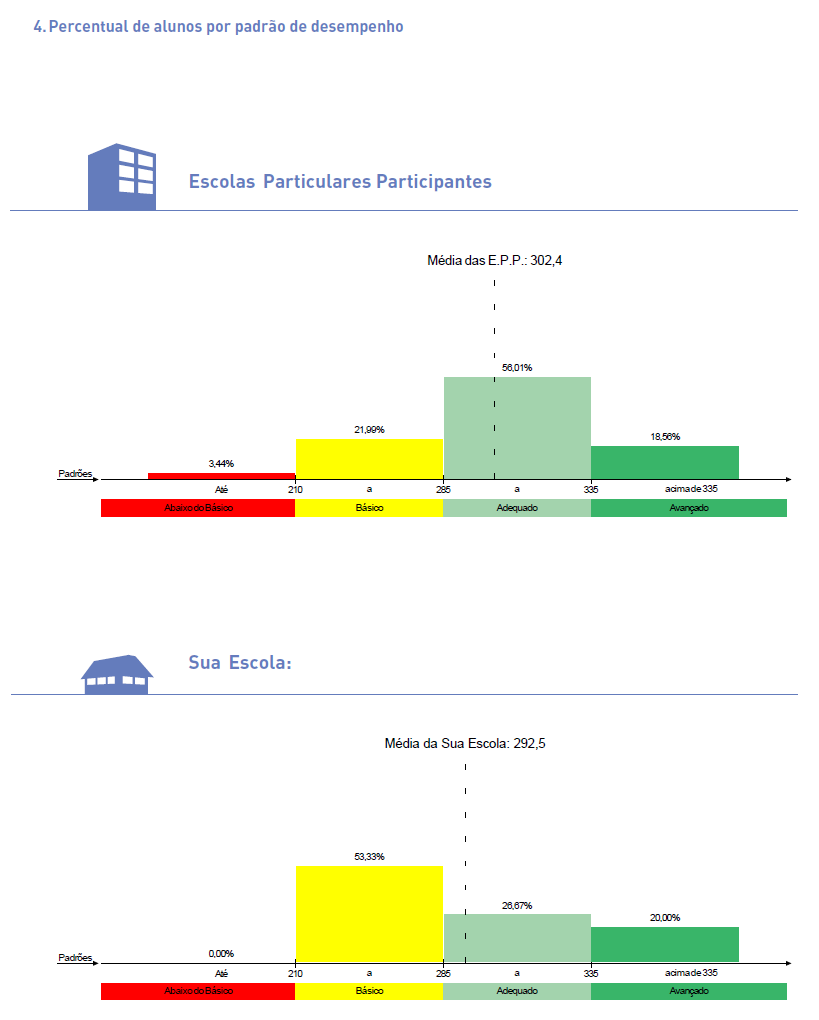 4. Percentual de alunos por padrão de desempenho
Escolas Particulares Participantes
Média das E.P.P.: 302,4
56,01%
21,99%
18,56%
3,44%
Padrões
Até 210 a 285 a 335 acima de 335
Abaixo do Básico Básico Adequado Avançado
Sua Escola:
Média da Sua Escola: 292,5
53,33%
26,67%
20,00%
0,00%
Padrões
Até 210 a 285 a 335 acima de 335
Abaixo do Básico Básico Adequado Avançado